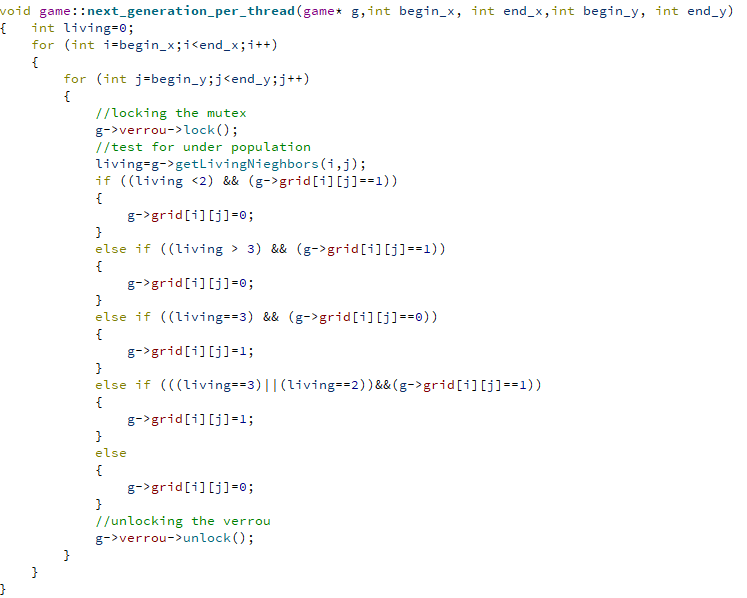 void game::next_generation_per_thread(game* g,int begin_x, int end_x,int begin_y, int end_y)
{   int living=0;
    for (int i=begin_x;i<end_x;i++)
    {
        for (int j=begin_y;j<end_y;j++)
        {
            //locking the mutex
            g->verrou->lock();
            //test for under population
            living=g->getLivingNieghbors(i,j);
            if ((living <2) && (g->grid[i][j]==1))
            {
                g->grid[i][j]=0;
            }
            else if ((living > 3) && (g->grid[i][j]==1))
            {
                g->grid[i][j]=0;
            }
            else if ((living==3) && (g->grid[i][j]==0))
            {
                g->grid[i][j]=1;
            }
            else if (((living==3)||(living==2))&&(g->grid[i][j]==1))
            {
                g->grid[i][j]=1;
            }
            else
            {
                g->grid[i][j]=0;
            }
            //unlocking the verrou
            g->verrou->unlock();
        }
    }
}